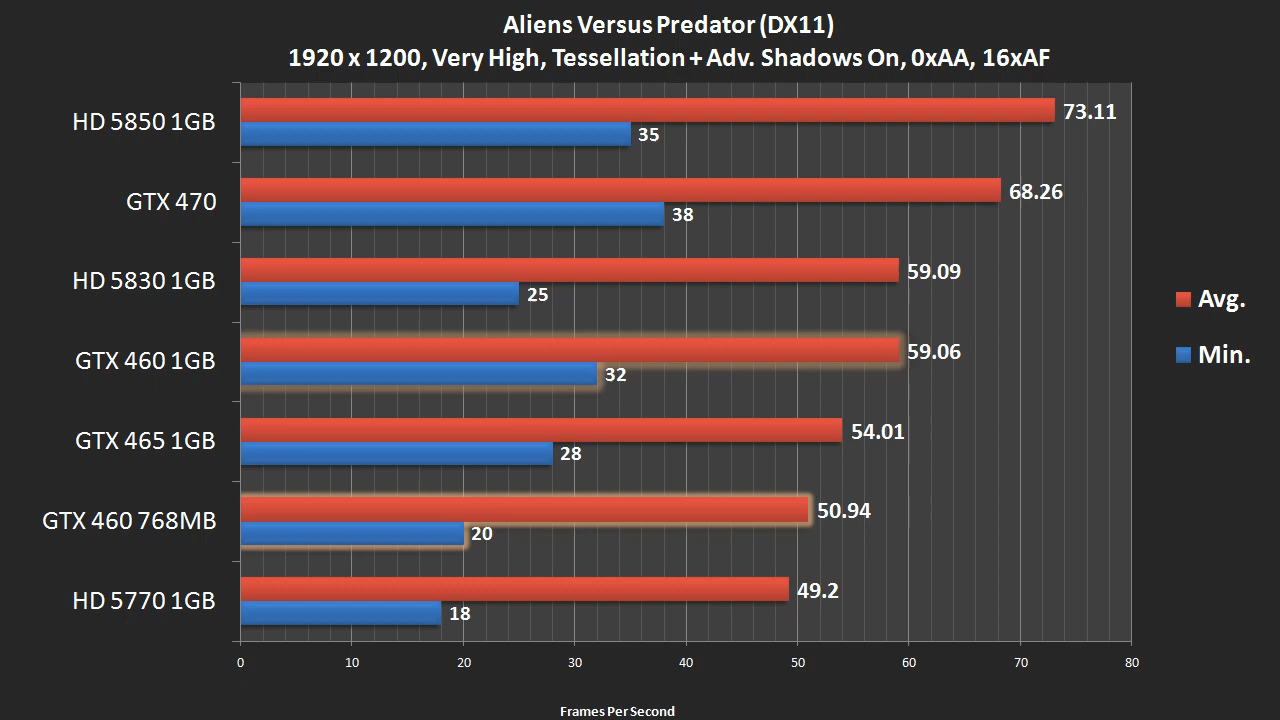 Aliens Versus Predator (DX11)
1920 x 1200, Very High, Tessellation + Adv. Shadows On, 0xAA, 16xAF
HD 5850 1GB
73.11
35
GTX 470
68.26
38
HD 5830 1GB
59.09
25
GTX 460 1GB
59.06
32
GTX 465 1GB
54.01
28
GTX 460 768MB
50.94
20
HD 5770 1GB
49.2
18
Avg.
Min.
0 10 20 30 40 50 60 70 80
Frames Per Second